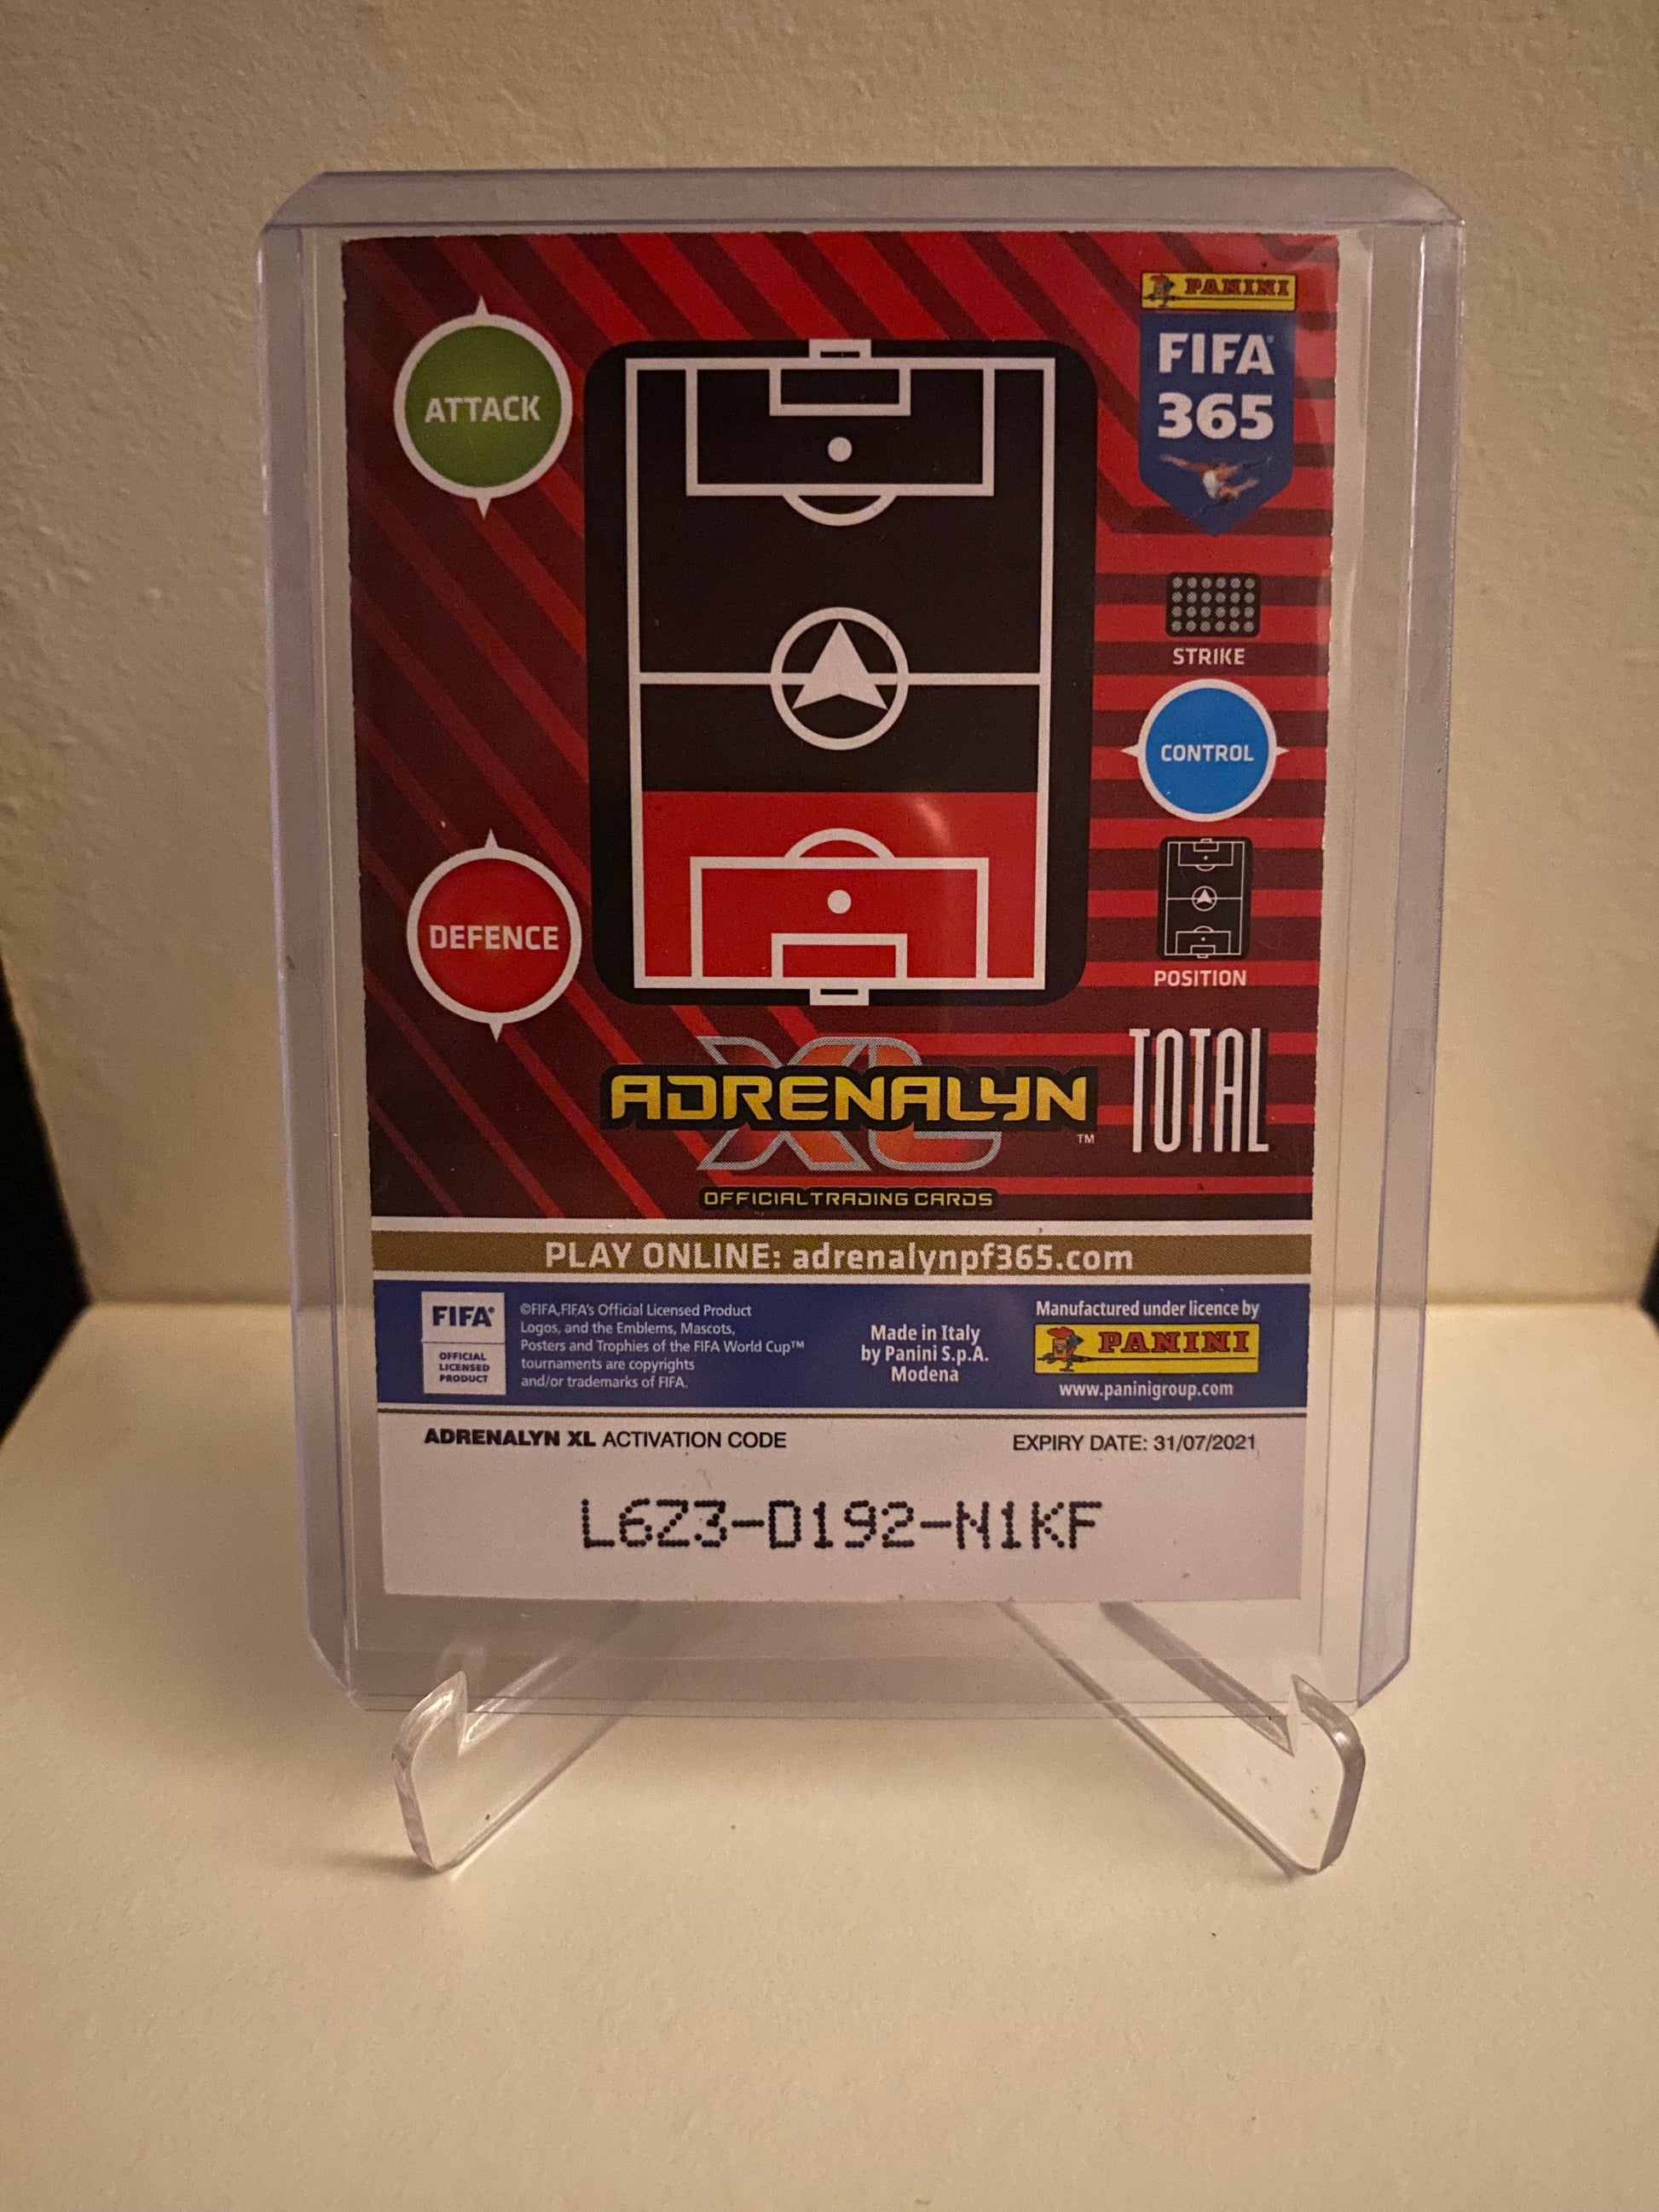 PANINI
FIFA
365
ATTACK
STRIKE
CONTROL
DEFENCE
POSITION
ADRENALYN
XL
™
OFFICIAL TRADING CARDS
TOTAL
PLAY ONLINE: adrenalynpf365.com
FIFA®
OFFICIAL
LICENSED
PRODUCT
©FIFA,FIFA's Official Licensed Product
Logos, and the Emblems, Mascots,
Posters and Trophies of the FIFA World Cup™
tournaments are copyrights
and/or trademarks of FIFA.
Made in Italy
by Panini S.p.A.
Modena
Manufactured under licence by
PANINI
www.paninigroup.com
ADRENALYN XL ACTIVATION CODE
EXPIRY DATE: 31/07/2021
L6Z3-D192-N1KF